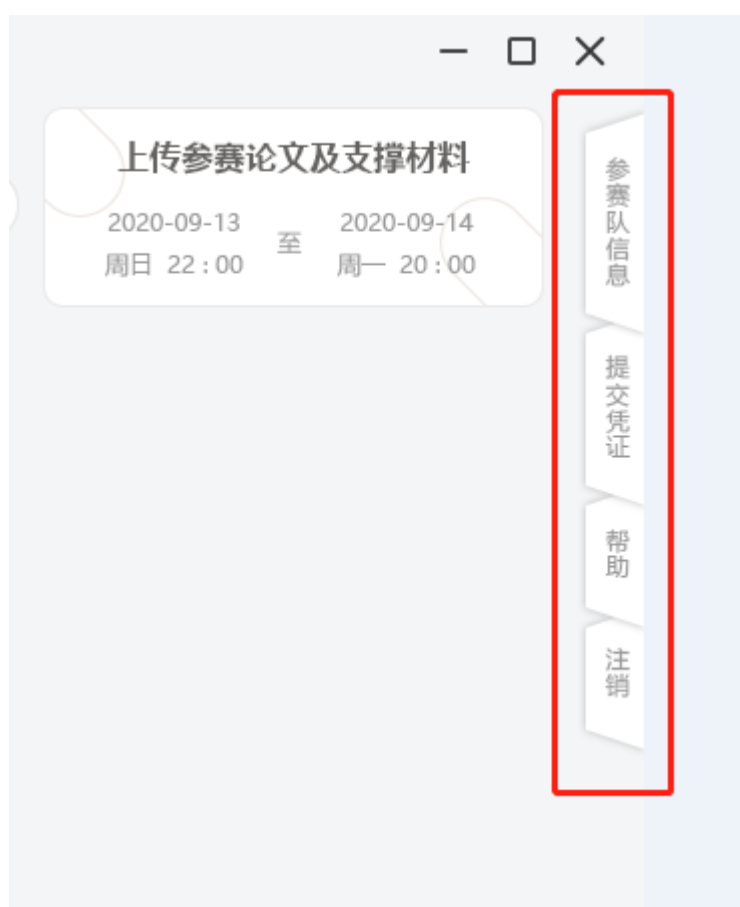 上传参赛论文及支撑材料
2020-09-13 至 2020-09-14
周日 22 : 00 周一 20 : 00
参赛队信息
提交凭证
帮助
注销